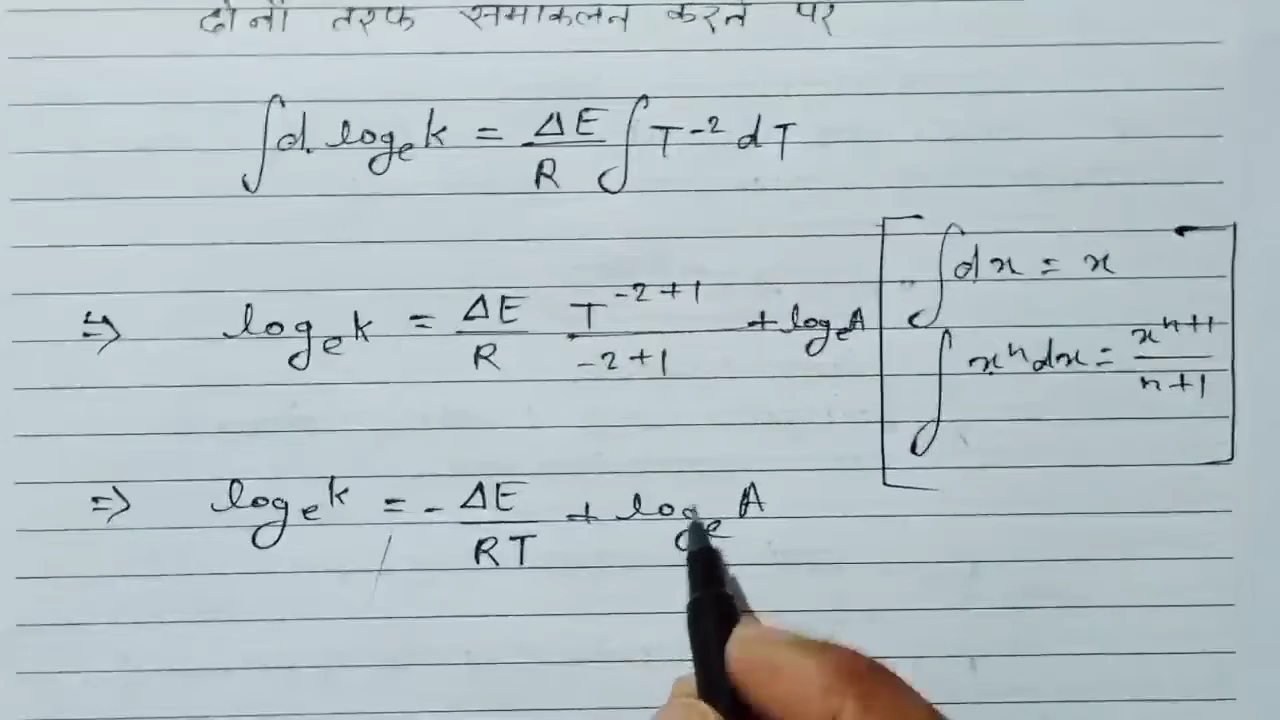 दोनों तरफ समाकलन करने पर
∫d. logₑk = ΔE/R ∫T⁻² dT
⇒ logₑk = ΔE/R T⁻²⁺¹/-2+1 + logₑA
∫dx = x
∫xⁿdx = xⁿ⁺¹/n+1
⇒ logₑk = - ΔE/RT + logₑA